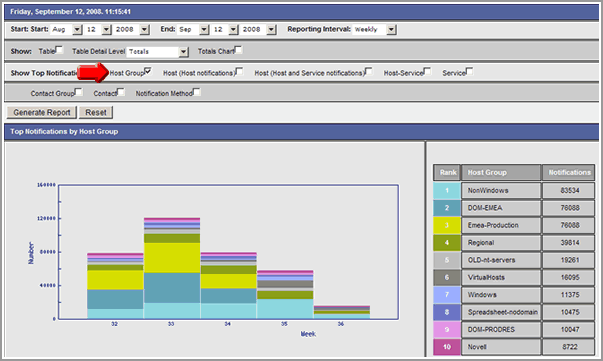 Friday, September 12, 2008. 11:15:41
Start: Start: Aug 12 2008 End: Sep 12 2008 Reporting Interval: Weekly
Show: Table Table Detail Level Totals Totals Chart
Show Top Notificati Host Group Host (Host notifications) Host (Host and Service notifications) Host-Service Service
Contact Group Contact Notification Method
Generate Report Reset
Top Notifications by Host Group
Rank Host Group Notifications
1 NonWindows 83534
2 DOM-EMEA 76088
3 Emea-Production 76088
4 Regional 39814
5 OLD-nt-servers 19261
6 VirtualHosts 16095
7 Windows 11375
8 Spreadsheet-nodomain 10475
9 DOM-PRODRES 10047
10 Novell 8722
160000
120000
80000
40000
0
Number
32 33 34 35 36
Week